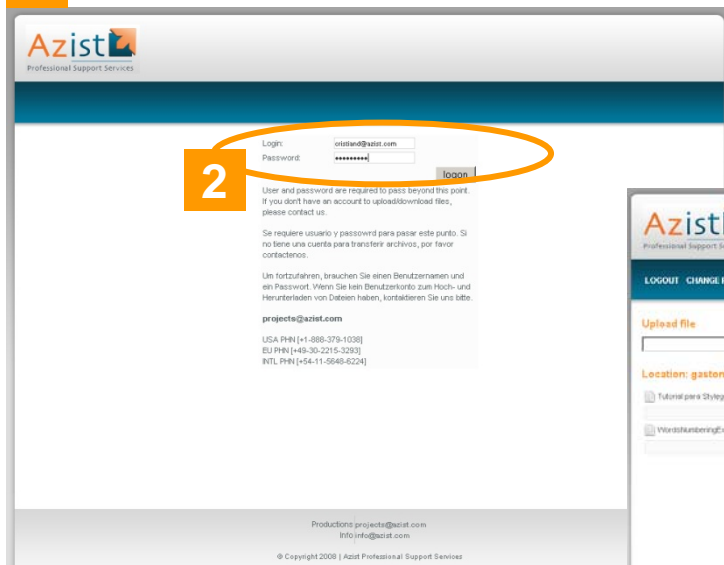 Azist
Professional Support Services
2
Login: cristiand@azist.com
Password: •••••••••
logon
User and password are required to pass beyond this point.
If you don't have an account to upload/download files,
please contact us.
Se requiere usuario y passowrd para pasar este punto. Si
no tiene una cuenta para transferir archivos, por favor
contactenos.
Um fortzufahren, brauchen Sie einen Benutzernamen und
ein Passwort. Wenn Sie kein Benutzerkonto zum Hoch- und
Herunterladen von Dateien haben, kontaktieren Sie uns bitte.
projects@azist.com
USA PHN [+1-888-379-1038]
EU PHN [+49-30-2215-3293]
INTL PHN [+54-11-5648-6224]
Productions projects@azist.com
Info info@azist.com
© Copyright 2008 | Azist Professional Support Services
Azist
Professional Support
LOGOUT CHANGE
Upload file
Location: gaston
Tutorial para